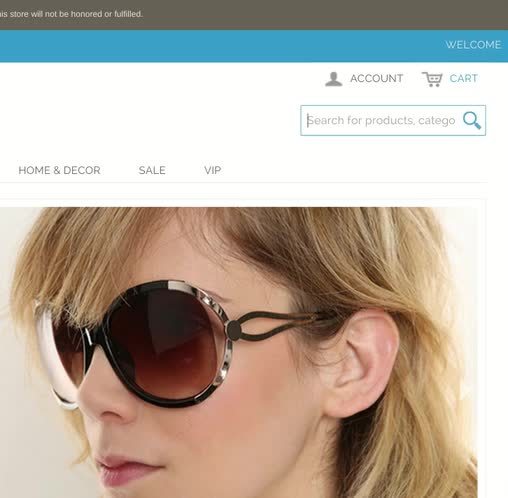 is store will not be honored or fulfilled.
WELCOME
ACCOUNT
CART
Search for products, catego
HOME & DECOR SALE VIP